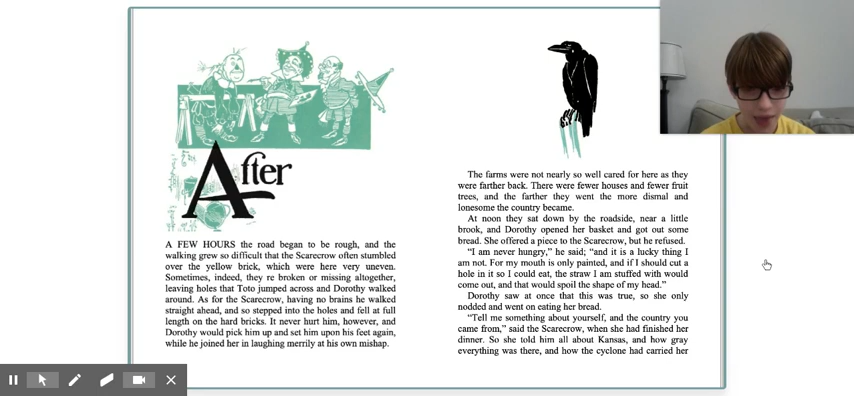 After
A FEW HOURS the road began to be rough, and the
walking grew so difficult that the Scarecrow often stumbled
over the yellow brick, which were here very uneven.
Sometimes, indeed, they re broken or missing altogether,
leaving holes that Toto jumped across and Dorothy walked
around. As for the Scarecrow, having no brains he walked
straight ahead, and so stepped into the holes and fell at full
length on the hard bricks. It never hurt him, however, and
Dorothy would pick him up and set him upon his feet again,
while he joined her in laughing merrily at his own mishap.
The farms were not nearly so well cared for here as they
were farther back. There were fewer houses and fewer fruit
trees, and the farther they went the more dismal and
lonesome the country became.
At noon they sat down by the roadside, near a little
brook, and Dorothy opened her basket and got out some
bread. She offered a piece to the Scarecrow, but he refused.
“I am never hungry,” he said; “and it is a lucky thing I
am not. For my mouth is only painted, and if I should cut a
hole in it so I could eat, the straw I am stuffed with would
come out, and that would spoil the shape of my head.”
Dorothy saw at once that this was true, so she only
nodded and went on eating her bread.
“Tell me something about yourself, and the country you
came from,” said the Scarecrow, when she had finished her
dinner. So she told him all about Kansas, and how gray
everything was there, and how the cyclone had carried her